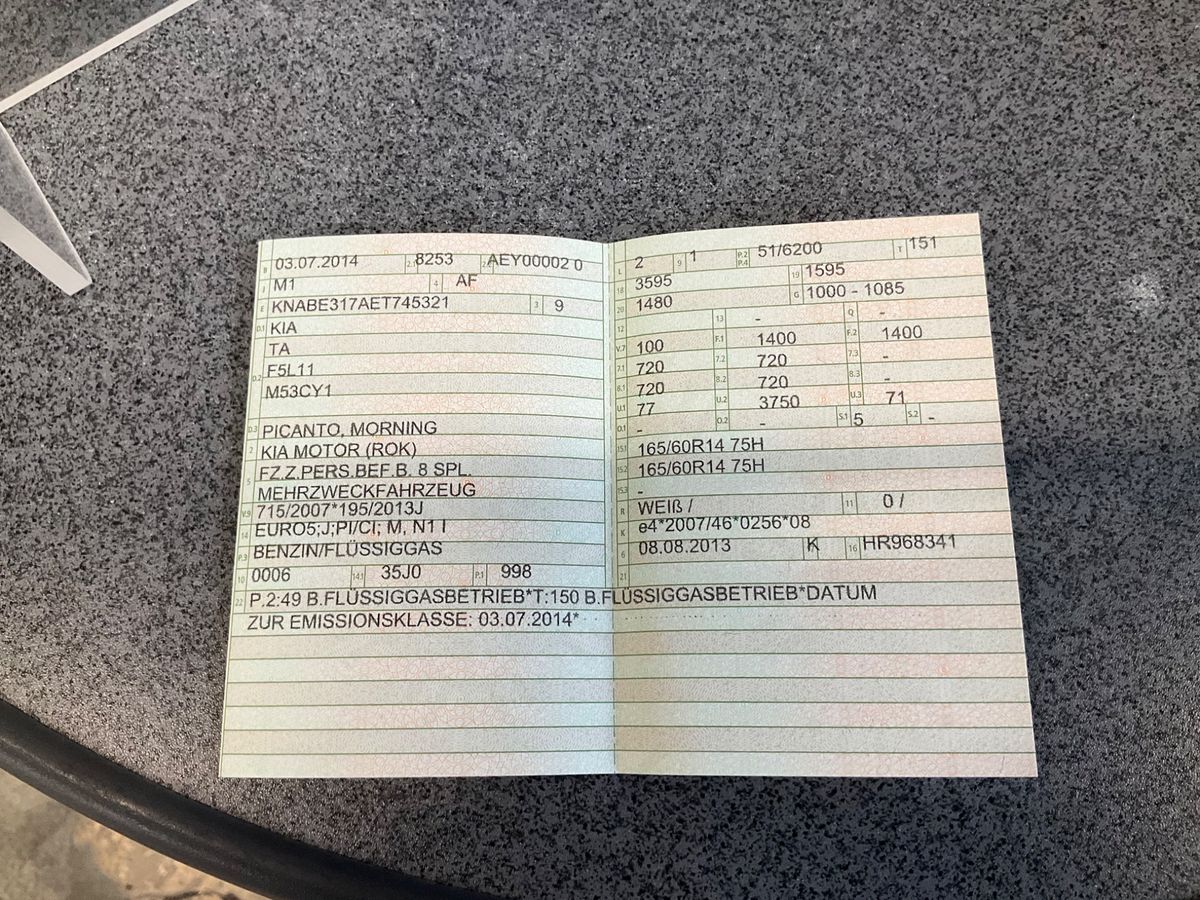 B 03.07.2014 2.1 8253 2.2 AEY00002 0
J M1 4 AF
E KNABE317AET745321 3 9
D.1 KIA
TA
D.2 F5L11
M53CY1
D.3 PICANTO, MORNING
2 KIA MOTOR (ROK)
5 FZ.Z.PERS.BEF.B. 8 SPL.
MEHRZWECKFAHRZEUG
V.9 715/2007*195/2013J
14 EURO5;J;PI/CI; M, N1 I
P.3 BENZIN/FLÜSSIGGAS
10 0006 14.1 35J0 P.1 998
L 2 9 1 P.2 P.4 51/6200 T 151
18 3595 19 1595
20 1480 G 1000 - 1085
12 13 - Q -
V.7 100 F.1 1400 F.2 1400
7.1 720 7.2 720 7.3 -
8.1 720 8.2 720 8.3 -
U.1 77 U.2 3750 U.3 71
O.1 - O.2 - S.1 5 S.2 -
15.1 165/60R14 75H
15.2 165/60R14 75H
15.3 -
R WEIß / 11 0 /
K e4*2007/46*0256*08
6 08.08.2013 K 16 HR968341
21
22 P.2:49 B.FLÜSSIGGASBETRIEB*T:150 B.FLÜSSIGGASBETRIEB*DATUM
ZUR EMISSIONSKLASSE: 03.07.2014*